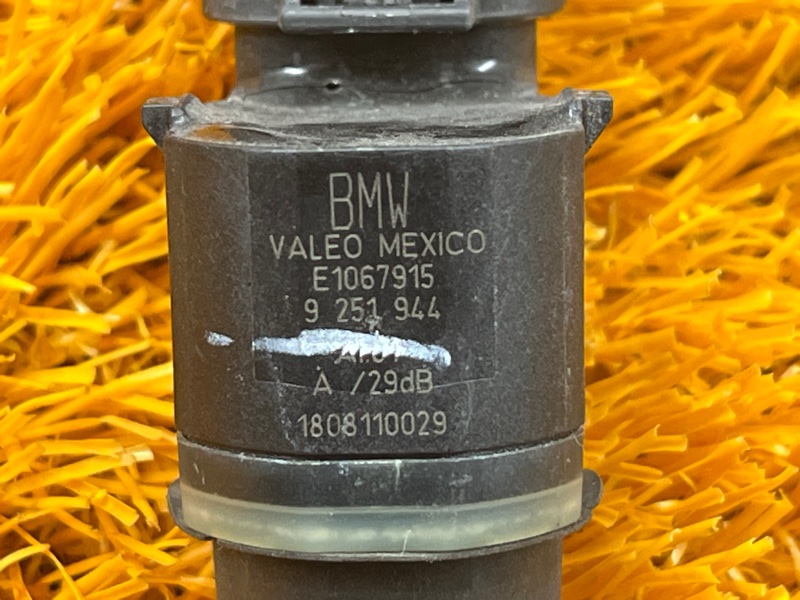 BMW
VALEO MEXICO
E1067915
9 251 944
A /29dB
1808110029